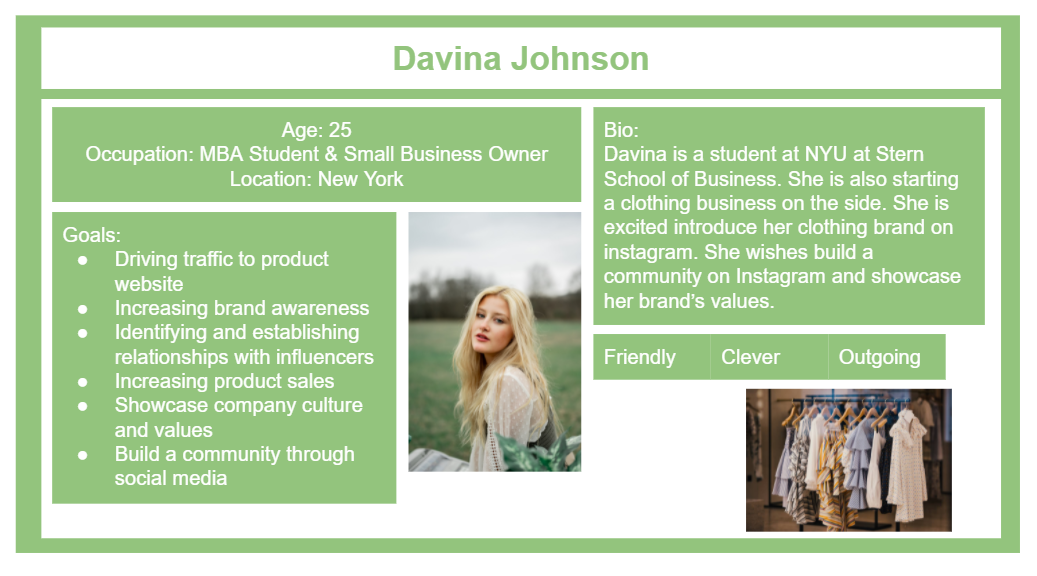 Davina Johnson
Age: 25
Occupation: MBA Student & Small Business Owner
Location: New York
Bio:
Davina is a student at NYU at Stern
School of Business. She is also starting
a clothing business on the side. She is
excited introduce her clothing brand on
instagram. She wishes build a
community on Instagram and showcase
her brand's values.
Goals:
● Driving traffic to product
website
● Increasing brand awareness
● Identifying and establishing
relationships with influencers
● Increasing product sales
● Showcase company culture
and values
● Build a community through
social media
Friendly Clever Outgoing